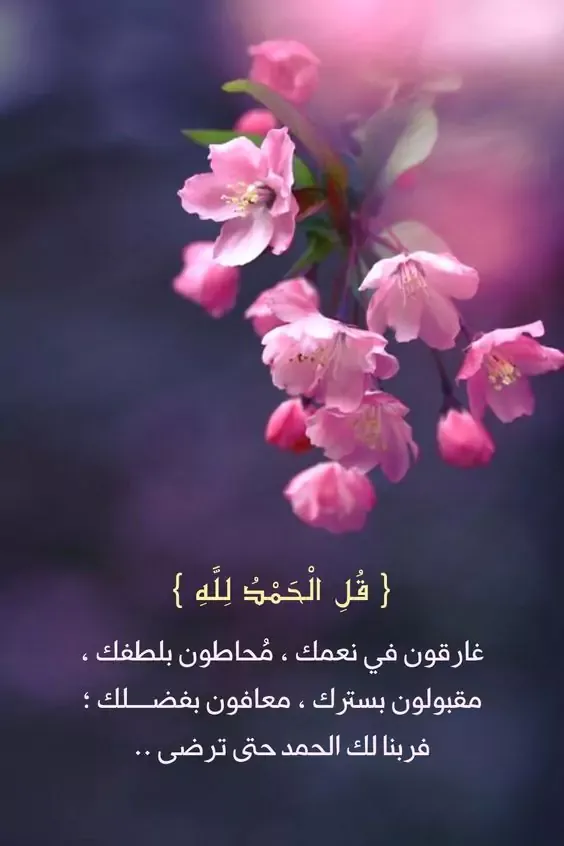 { قُلِ الْحَمْدُ لِلَّهِ }
غارقون في نعمك ، مُحاطون بلطفك ،
مقبولون بسترك ، معافون بفضـــلك ؛
فربنا لك الحمد حتى ترضى ..